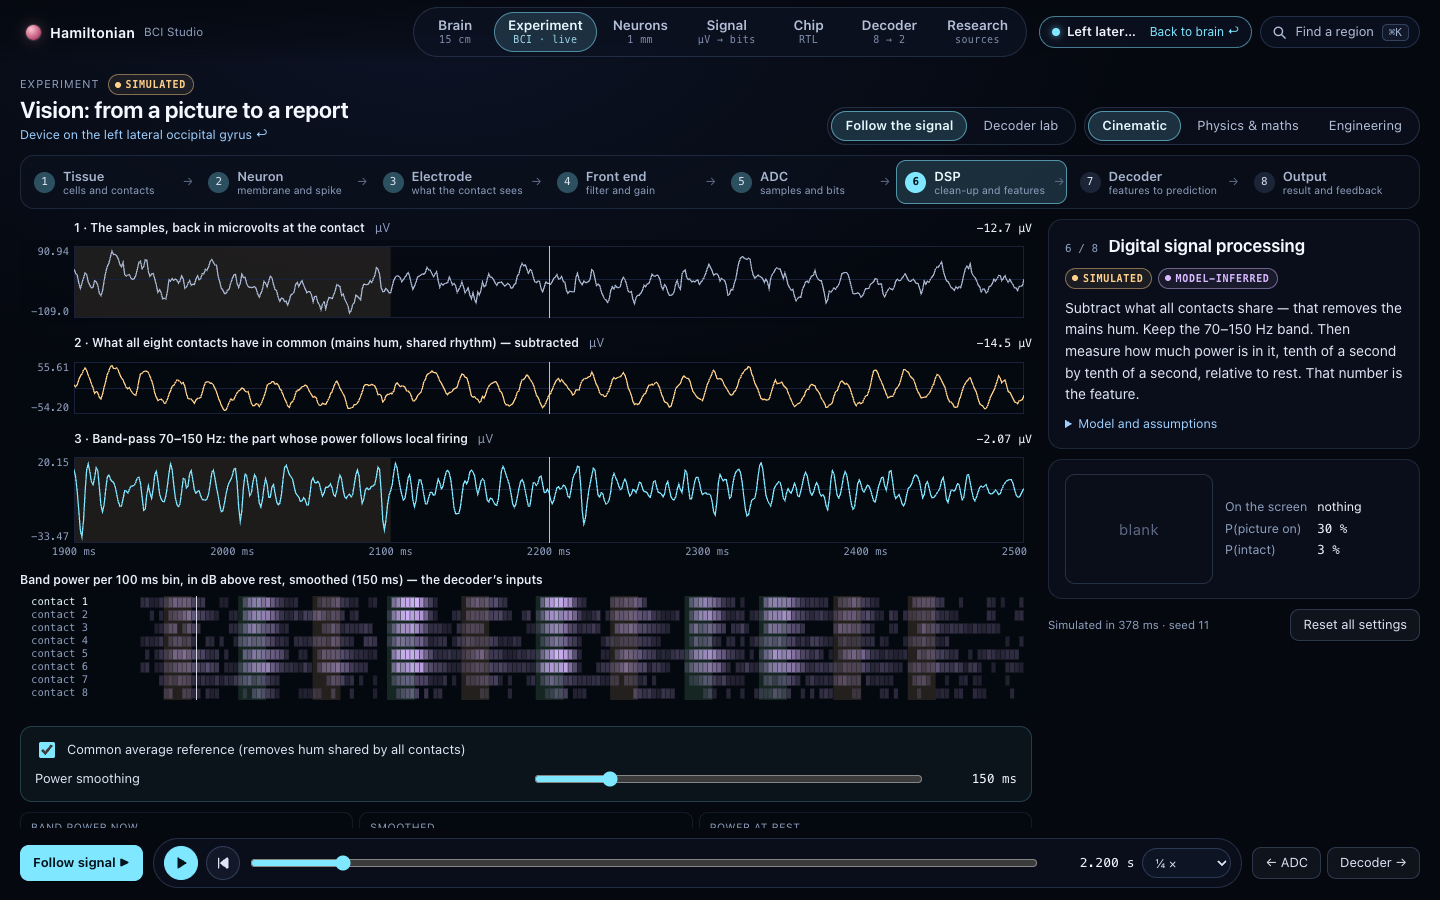 Hamiltonian BCI Studio
Brain
15 cm
Experiment
BCI · live
Neurons
1 mm
Signal
µV → bits
Chip
RTL
Decoder
8 → 2
Research
sources
Left later... Back to brain ↩
Find a region ⌘K
EXPERIMENT SIMULATED
Vision: from a picture to a report
Device on the left lateral occipital gyrus ↩
Follow the signal Decoder lab
Cinematic Physics & maths Engineering
1 Tissue
cells and contacts
→
2 Neuron
membrane and spike
→
3 Electrode
what the contact sees
→
4 Front end
filter and gain
→
5 ADC
samples and bits
→
6 DSP
clean-up and features
→
7 Decoder
features to prediction
→
8 Output
result and feedback
1 · The samples, back in microvolts at the contact µV −12.7 µV
90.94
−109.0
2 · What all eight contacts have in common (mains hum, shared rhythm) — subtracted µV −14.5 µV
55.61
−54.20
3 · Band-pass 70–150 Hz: the part whose power follows local firing µV −2.07 µV
20.15
−33.47
1900 ms 2000 ms 2100 ms 2200 ms 2300 ms 2400 ms 2500
Band power per 100 ms bin, in dB above rest, smoothed (150 ms) — the decoder's inputs
contact 1
contact 2
contact 3
contact 4
contact 5
contact 6
contact 7
contact 8
Common average reference (removes hum shared by all contacts)
Power smoothing 150 ms
BAND POWER NOW SMOOTHED POWER AT REST
6 / 8 Digital signal processing
SIMULATED MODEL-INFERRED
Subtract what all contacts share — that removes the
mains hum. Keep the 70–150 Hz band. Then
measure how much power is in it, tenth of a second
by tenth of a second, relative to rest. That number is
the feature.
▶ Model and assumptions
blank
On the screen nothing
P(picture on) 30 %
P(intact) 3 %
Simulated in 378 ms · seed 11
Reset all settings
Follow signal ▶
2.200 s
¼ ×
← ADC
Decoder →